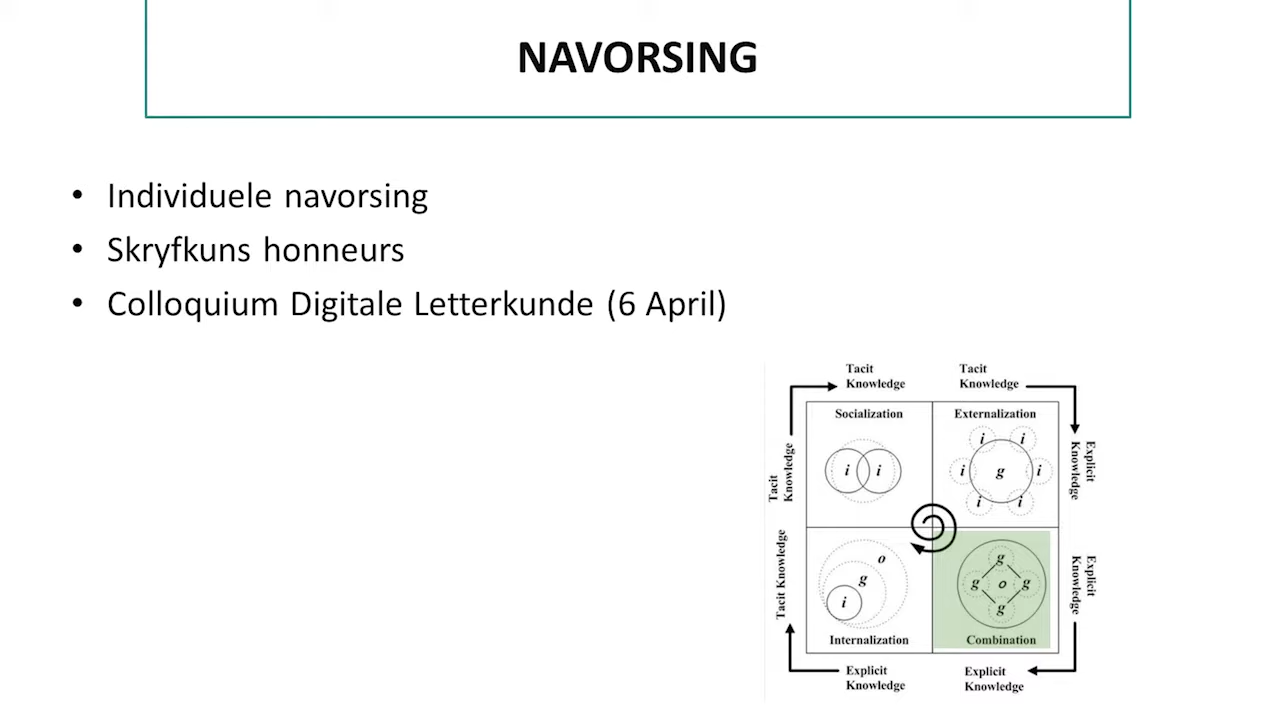 NAVORSING
• Individuele navorsing
• Skryfkuns honneurs
• Colloquium Digitale Letterkunde (6 April)
Tacit
Knowledge
Tacit
Knowledge
Socialization
Externalization
i i
i i
i g i
i i
Tacit
Knowledge
Explicit
Knowledge
Tacit Knowledge
Explicit
Knowledge
o
g
i
g
g o g
g
Internalization
Combination
Explicit
Knowledge
Explicit
Knowledge